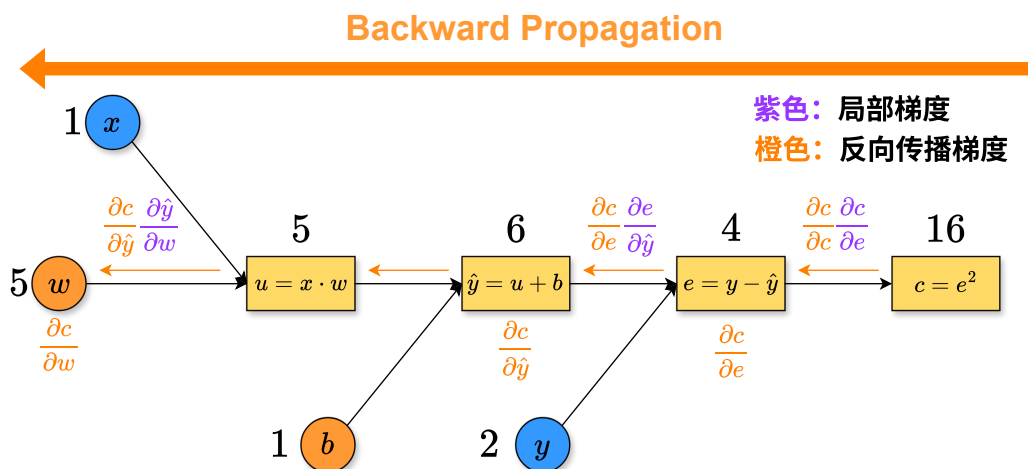 Backward Propagation
紫色：局部梯度
橙色：反向传播梯度
1 x
∂c/∂ŷ ∂ŷ/∂w
5
6
∂c/∂e ∂e/∂ŷ
4
∂c/∂c ∂c/∂e
16
5 w
u = x · w
ŷ = u + b
e = y − ŷ
c = e²
∂c/∂w
∂c/∂ŷ
∂c/∂e
1 b
2 y